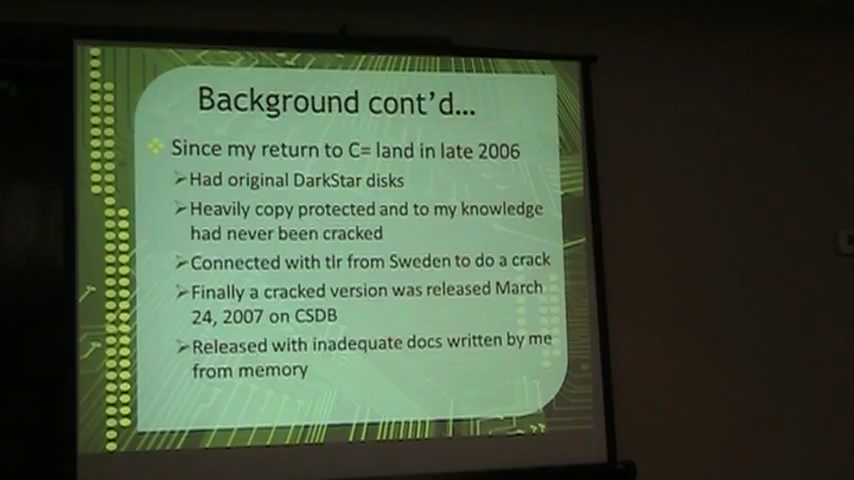 Background cont'd...
Since my return to C= land in late 2006
Had original DarkStar disks
Heavily copy protected and to my knowledge
had never been cracked
Connected with tlr from Sweden to do a crack
Finally a cracked version was released March
24, 2007 on CSDB
Released with inadequate docs written by me
from memory